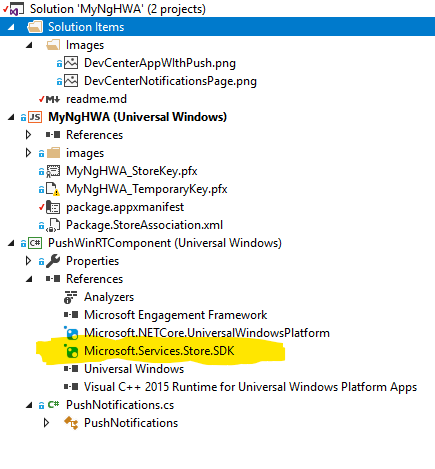 Solution 'MyNgHWA' (2 projects)
Solution Items
Images
DevCenterAppWIthPush.png
DevCenterNotificationsPage.png
readme.md
JS MyNgHWA (Universal Windows)
References
images
MyNgHWA_StoreKey.pfx
MyNgHWA_TemporaryKey.pfx
package.appxmanifest
Package.StoreAssociation.xml
C# PushWinRTComponent (Universal Windows)
Properties
References
Analyzers
Microsoft Engagement Framework
Microsoft.NETCore.UniversalWindowsPlatform
Microsoft.Services.Store.SDK
Universal Windows
Visual C++ 2015 Runtime for Universal Windows Platform Apps
C# PushNotifications.cs
PushNotifications